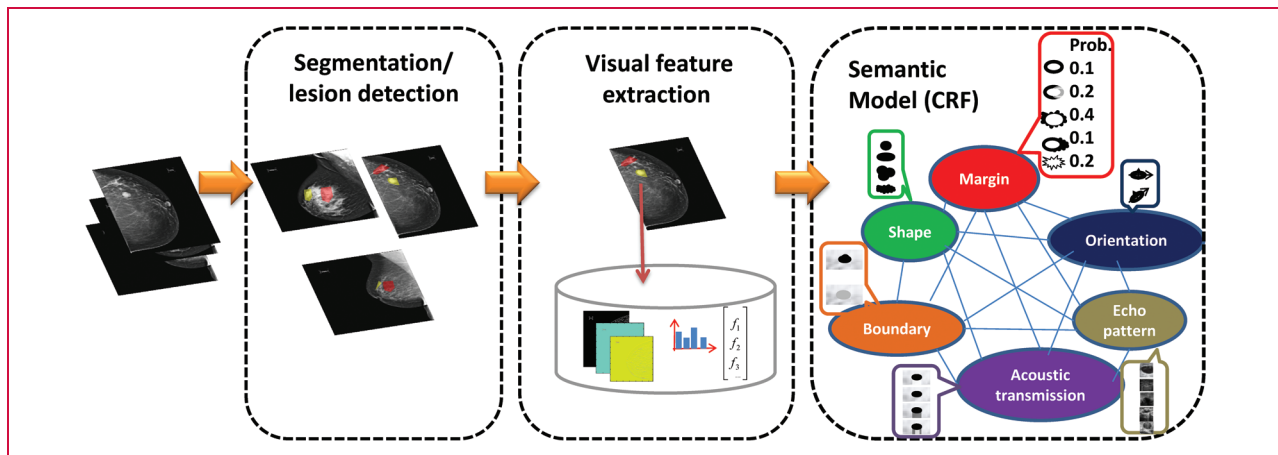 Segmentation/
lesion detection
Visual feature
extraction
f1
f2
f3
...
Semantic
Model (CRF)
Prob.
0.1
0.2
0.4
0.1
0.2
Margin
Shape
Orientation
Boundary
Echo
pattern
Acoustic
transmission